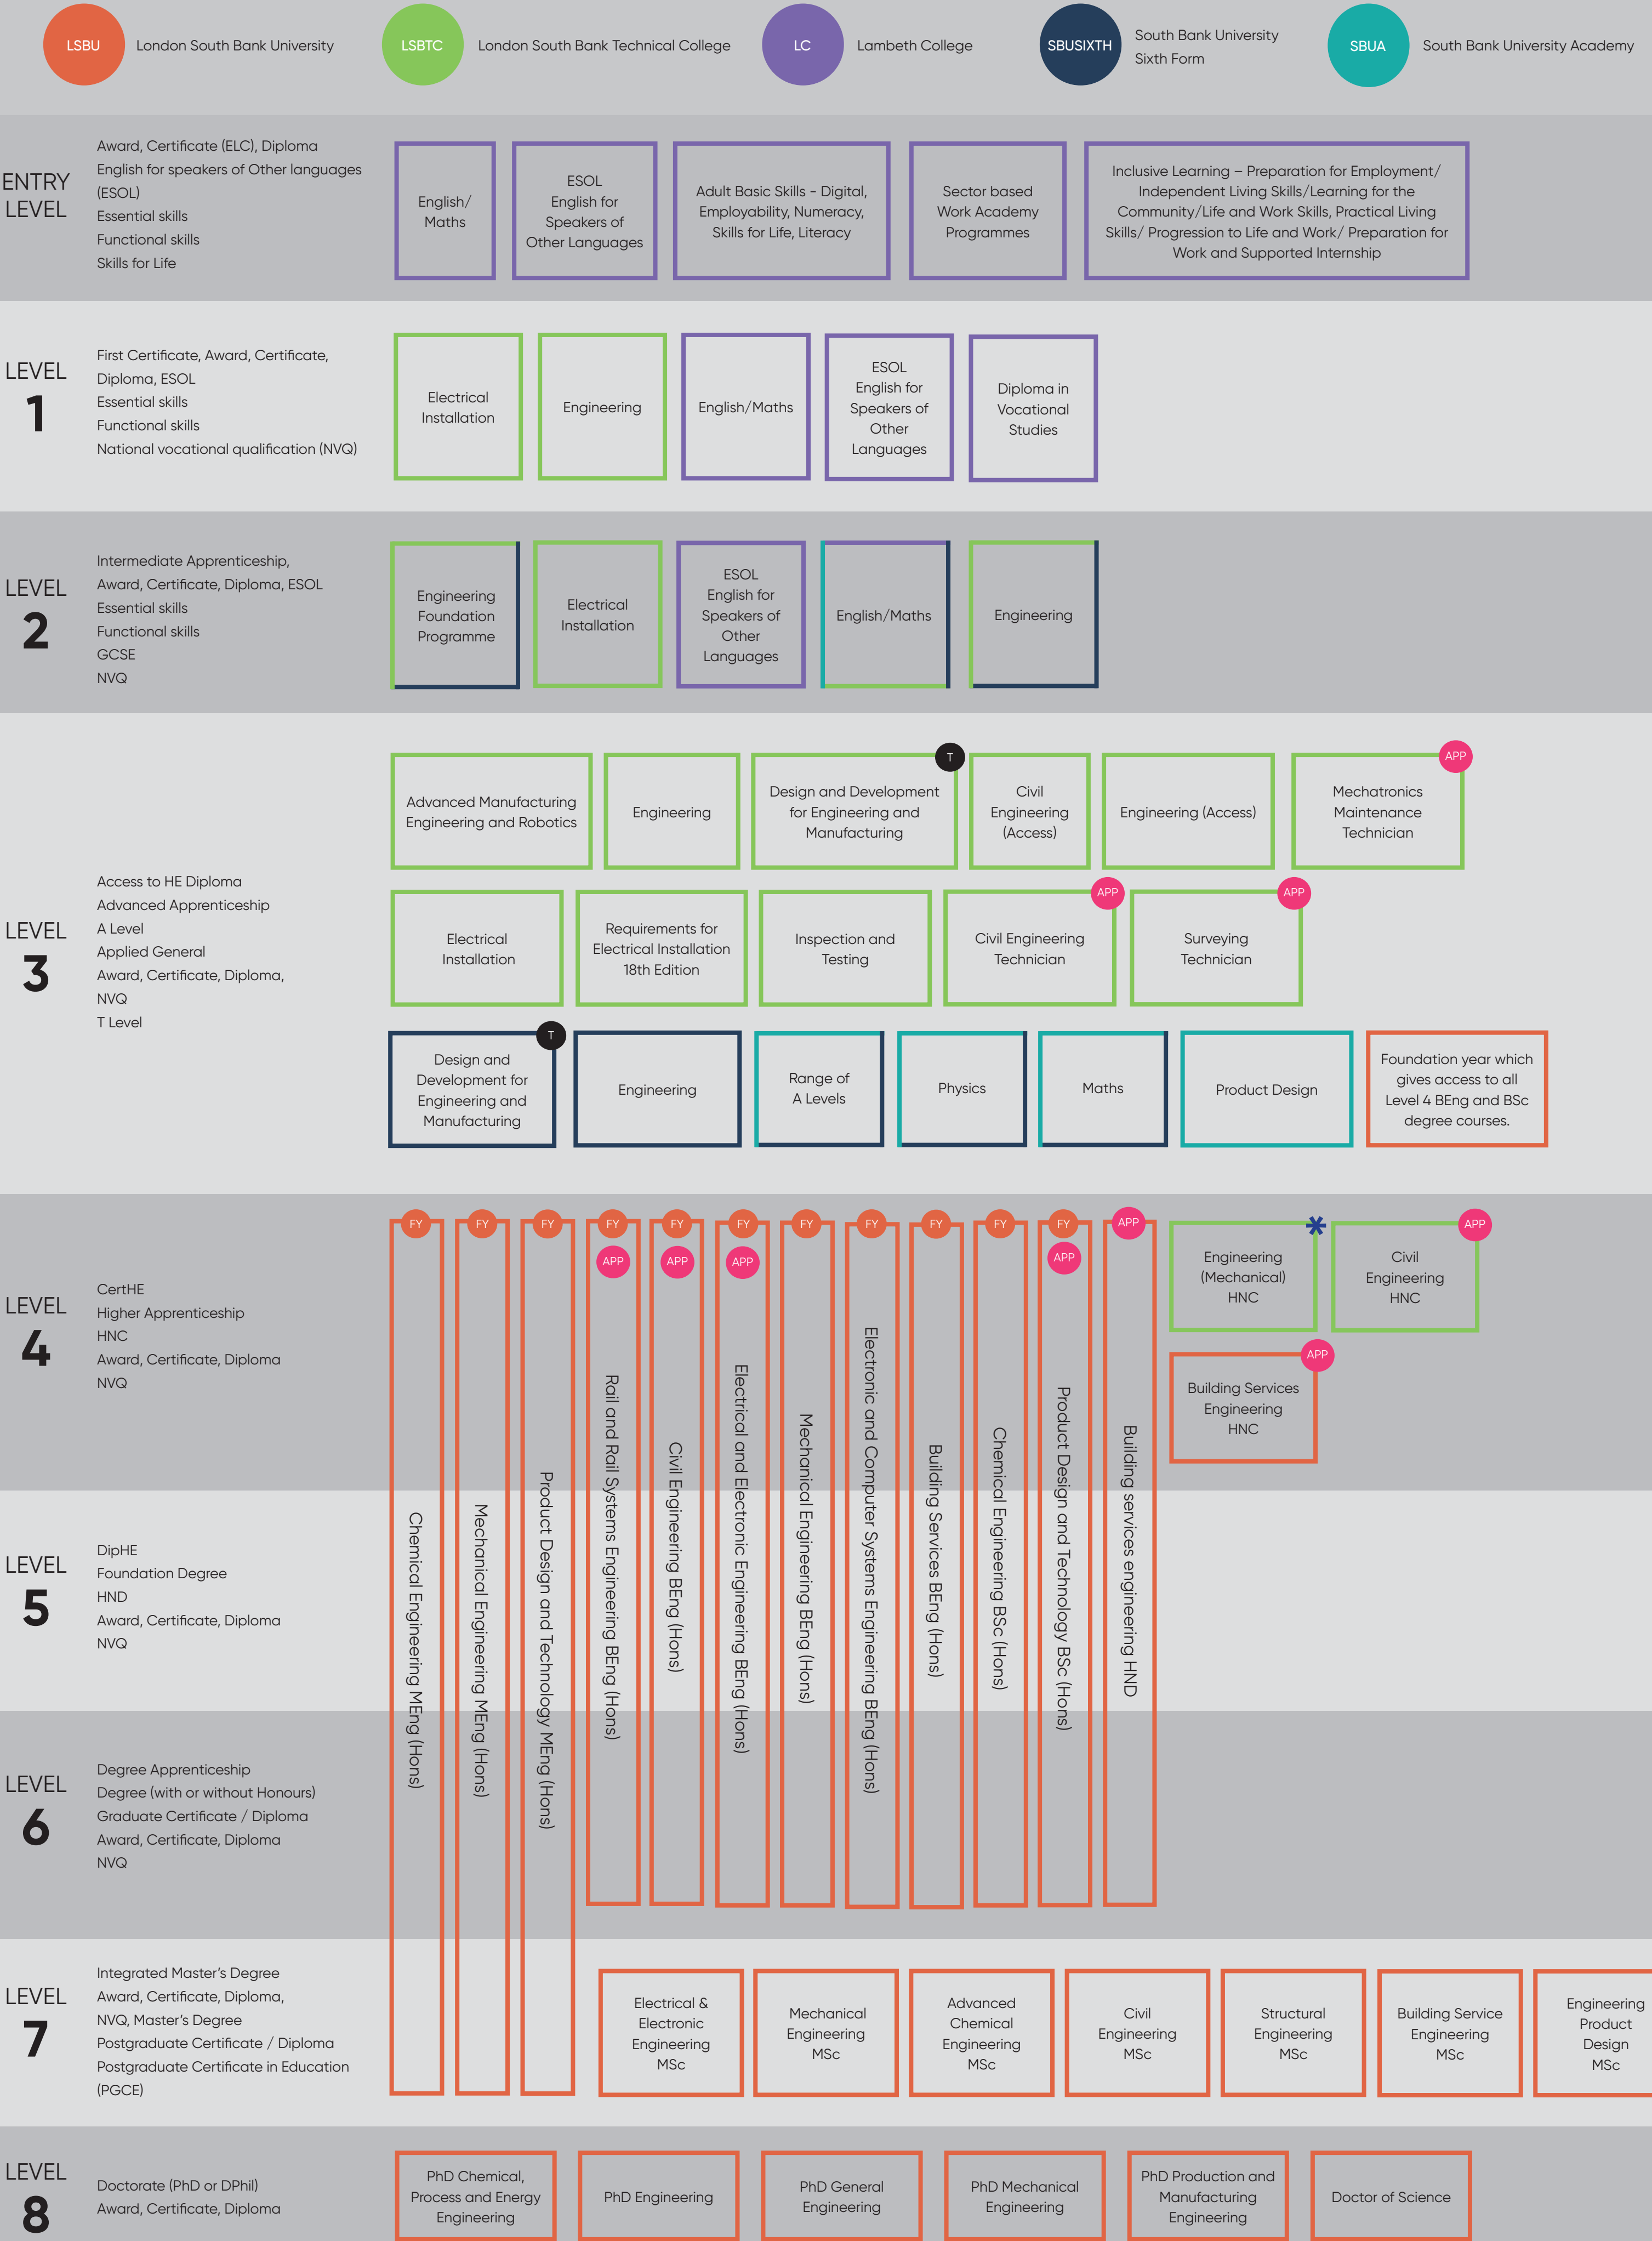 LSBU
London South Bank University
LSBTC
London South Bank Technical College
LC
Lambeth College
SBUSIXTH
South Bank University
Sixth Form
SBUA
South Bank University Academy
ENTRY
LEVEL
Award, Certificate (ELC), Diploma
English for speakers of Other languages
(ESOL)
Essential skills
Functional skills
Skills for Life
English/
Maths
ESOL
English for
Speakers of
Other Languages
Adult Basic Skills - Digital,
Employability, Numeracy,
Skills for Life, Literacy
Sector based
Work Academy
Programmes
Inclusive Learning – Preparation for Employment/
Independent Living Skills/Learning for the
Community/Life and Work Skills, Practical Living
Skills/ Progression to Life and Work/ Preparation for
Work and Supported Internship
LEVEL
1
First Certificate, Award, Certificate,
Diploma, ESOL
Essential skills
Functional skills
National vocational qualification (NVQ)
Electrical
Installation
Engineering
English/Maths
ESOL
English for
Speakers of
Other
Languages
Diploma in
Vocational
Studies
LEVEL
2
Intermediate Apprenticeship,
Award, Certificate, Diploma, ESOL
Essential skills
Functional skills
GCSE
NVQ
Engineering
Foundation
Programme
Electrical
Installation
ESOL
English for
Speakers of
Other
Languages
English/Maths
Engineering
LEVEL
3
Access to HE Diploma
Advanced Apprenticeship
A Level
Applied General
Award, Certificate, Diploma,
NVQ
T Level
Advanced Manufacturing
Engineering and Robotics
Engineering
T
Design and Development
for Engineering and
Manufacturing
Civil
Engineering
(Access)
Engineering (Access)
APP
Mechatronics
Maintenance
Technician
Electrical
Installation
Requirements for
Electrical Installation
18th Edition
Inspection and
Testing
APP
Civil Engineering
Technician
APP
Surveying
Technician
T
Design and
Development for
Engineering and
Manufacturing
Engineering
Range of
A Levels
Physics
Maths
Product Design
Foundation year which
gives access to all
Level 4 BEng and BSc
degree courses.
LEVEL
4
CertHE
Higher Apprenticeship
HNC
Award, Certificate, Diploma
NVQ
FY
Chemical Engineering MEng (Hons)
FY
Mechanical Engineering MEng (Hons)
FY
Product Design and Technology MEng (Hons)
FY
APP
Rail and Rail Systems Engineering BEng (Hons)
FY
APP
Civil Engineering BEng (Hons)
FY
APP
Electrical and Electronic Engineering BEng (Hons)
FY
Mechanical Engineering BEng (Hons)
FY
Electronic and Computer Systems Engineering BEng (Hons)
FY
Building Services BEng (Hons)
FY
Chemical Engineering BSc (Hons)
FY
APP
Product Design and Technology BSc (Hons)
APP
Building services engineering HND
*
Engineering
(Mechanical)
HNC
APP
Civil
Engineering
HNC
APP
Building Services
Engineering
HNC
LEVEL
5
DipHE
Foundation Degree
HND
Award, Certificate, Diploma
NVQ
LEVEL
6
Degree Apprenticeship
Degree (with or without Honours)
Graduate Certificate / Diploma
Award, Certificate, Diploma
NVQ
LEVEL
7
Integrated Master’s Degree
Award, Certificate, Diploma,
NVQ, Master’s Degree
Postgraduate Certificate / Diploma
Postgraduate Certificate in Education
(PGCE)
Electrical &
Electronic
Engineering
MSc
Mechanical
Engineering
MSc
Advanced
Chemical
Engineering
MSc
Civil
Engineering
MSc
Structural
Engineering
MSc
Building Service
Engineering
MSc
Engineering
Product
Design
MSc
LEVEL
8
Doctorate (PhD or DPhil)
Award, Certificate, Diploma
PhD Chemical,
Process and Energy
Engineering
PhD Engineering
PhD General
Engineering
PhD Mechanical
Engineering
PhD Production and
Manufacturing
Engineering
Doctor of Science